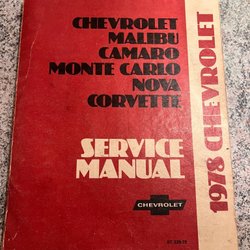 CHEVROLET
MALIBU
CAMARO
MONTE CARLO
NOVA
CORVETTE
SERVICE
MANUAL
CHEVROLET
1978 CHEVROLET